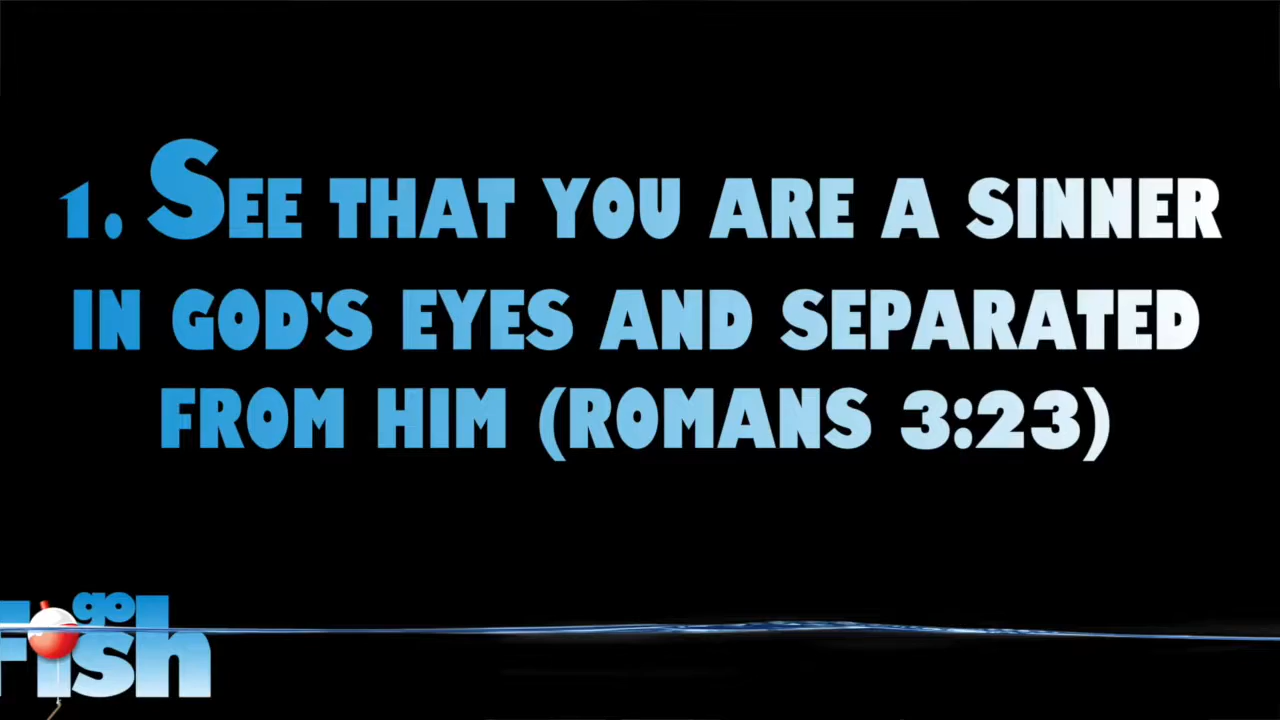 1. SEE THAT YOU ARE A SINNER
IN GOD'S EYES AND SEPARATED
FROM HIM (ROMANS 3:23)
go
Fish